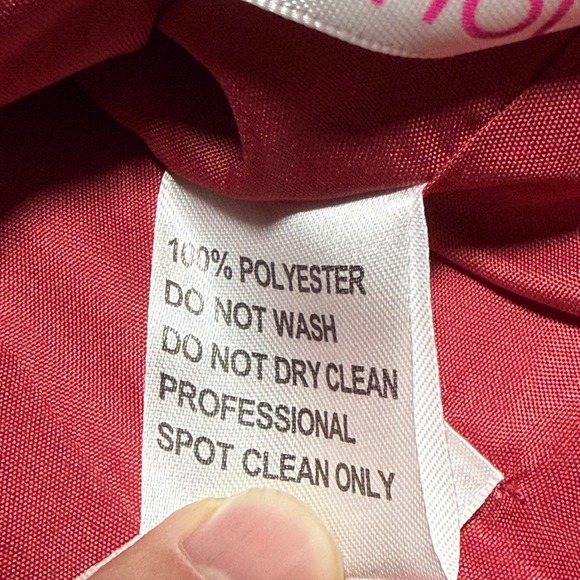 100% POLYESTER
DO NOT WASH
DO NOT DRY CLEAN
PROFESSIONAL
SPOT CLEAN ONLY